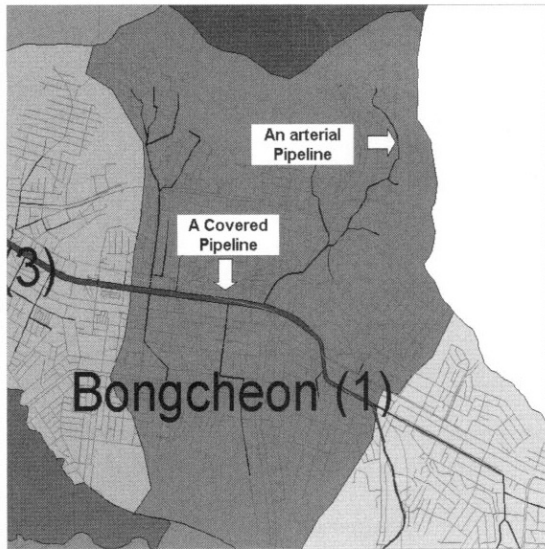 An arterial
Pipeline
A Covered
Pipeline
(3)
Bongcheon (1)